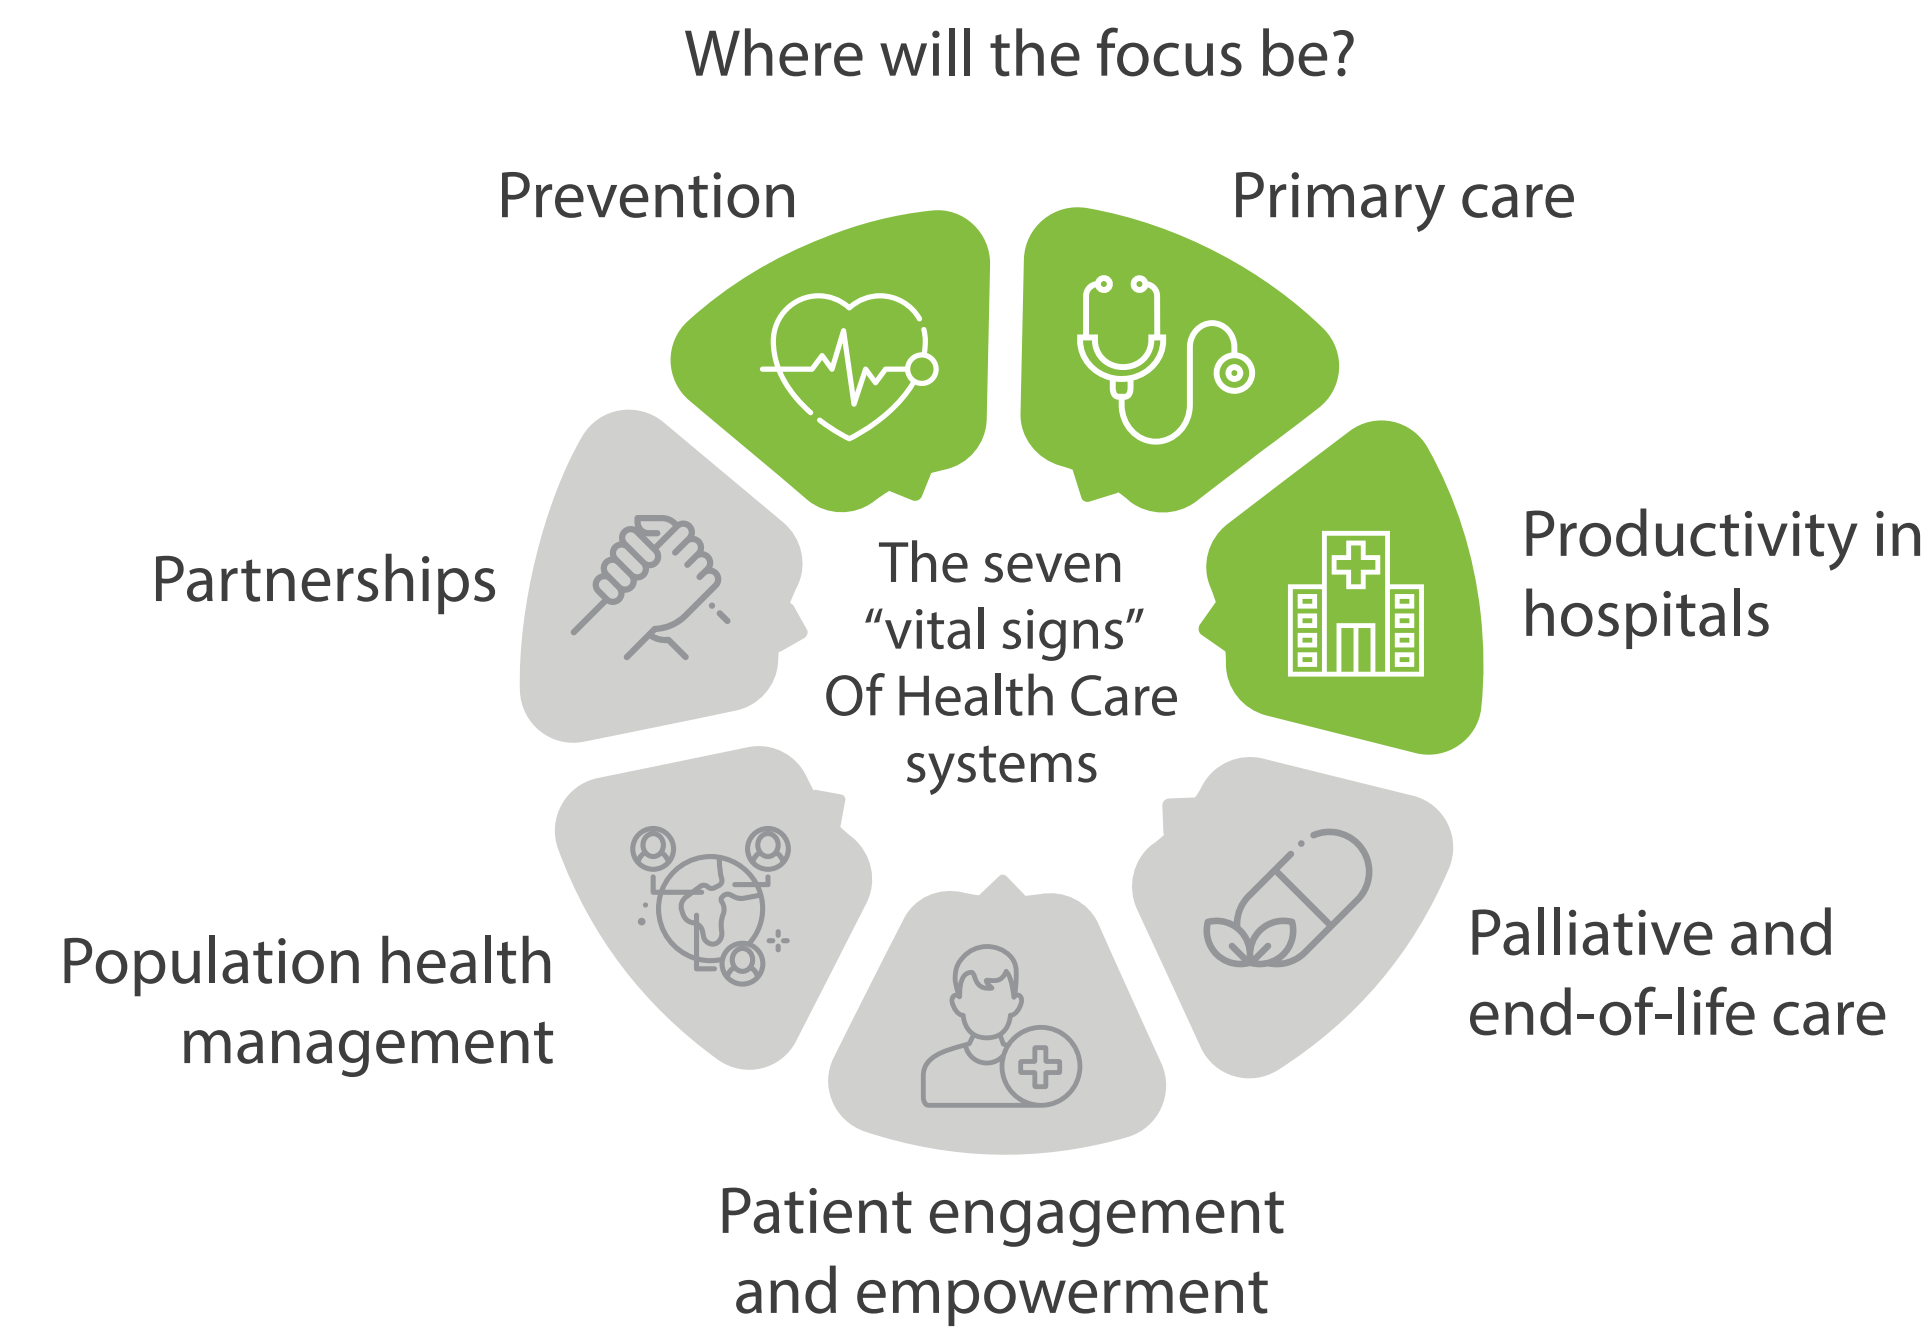 Where will the focus be?
Prevention
Primary care
Productivity in
hospitals
Palliative and
end-of-life care
Patient engagement
and empowerment
Population health
management
Partnerships
The seven
“vital signs”
Of Health Care
systems